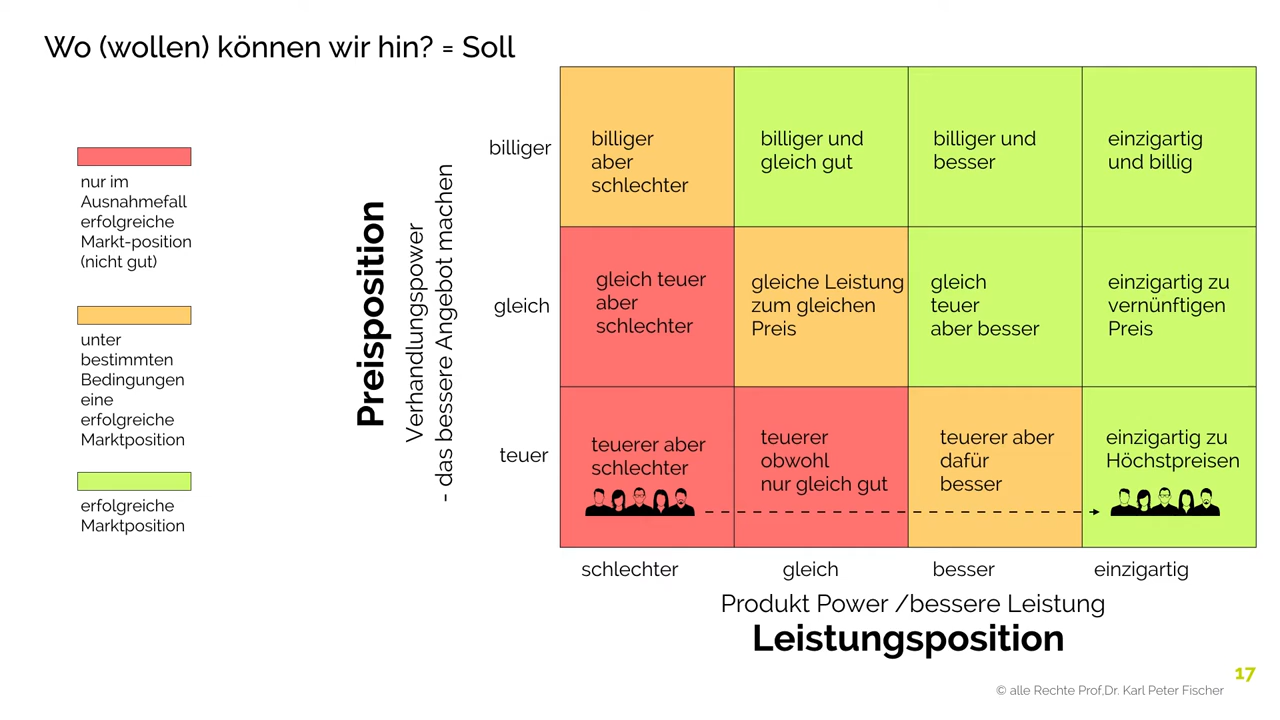 Wo (wollen) können wir hin? = Soll
nur im
Ausnahmefall
erfolgreiche
Markt-position
(nicht gut)
unter
bestimmten
Bedingungen
eine
erfolgreiche
Marktposition
erfolgreiche
Marktposition
Preisposition
Verhandlungspower
- das bessere Angebot machen
billiger
billiger
aber
schlechter
billiger und
gleich gut
billiger und
besser
einzigartig
und billig
gleich
gleich teuer
aber
schlechter
gleiche Leistung
zum gleichen
Preis
gleich
teuer
aber besser
einzigartig zu
vernünftigen
Preis
teuer
teuerer aber
schlechter
teuerer
obwohl
nur gleich gut
teuerer aber
dafür
besser
einzigartig zu
Höchstpreisen
schlechter
gleich
besser
einzigartig
Produkt Power /bessere Leistung
Leistungsposition
17
© alle Rechte Prof.Dr. Karl Peter Fischer